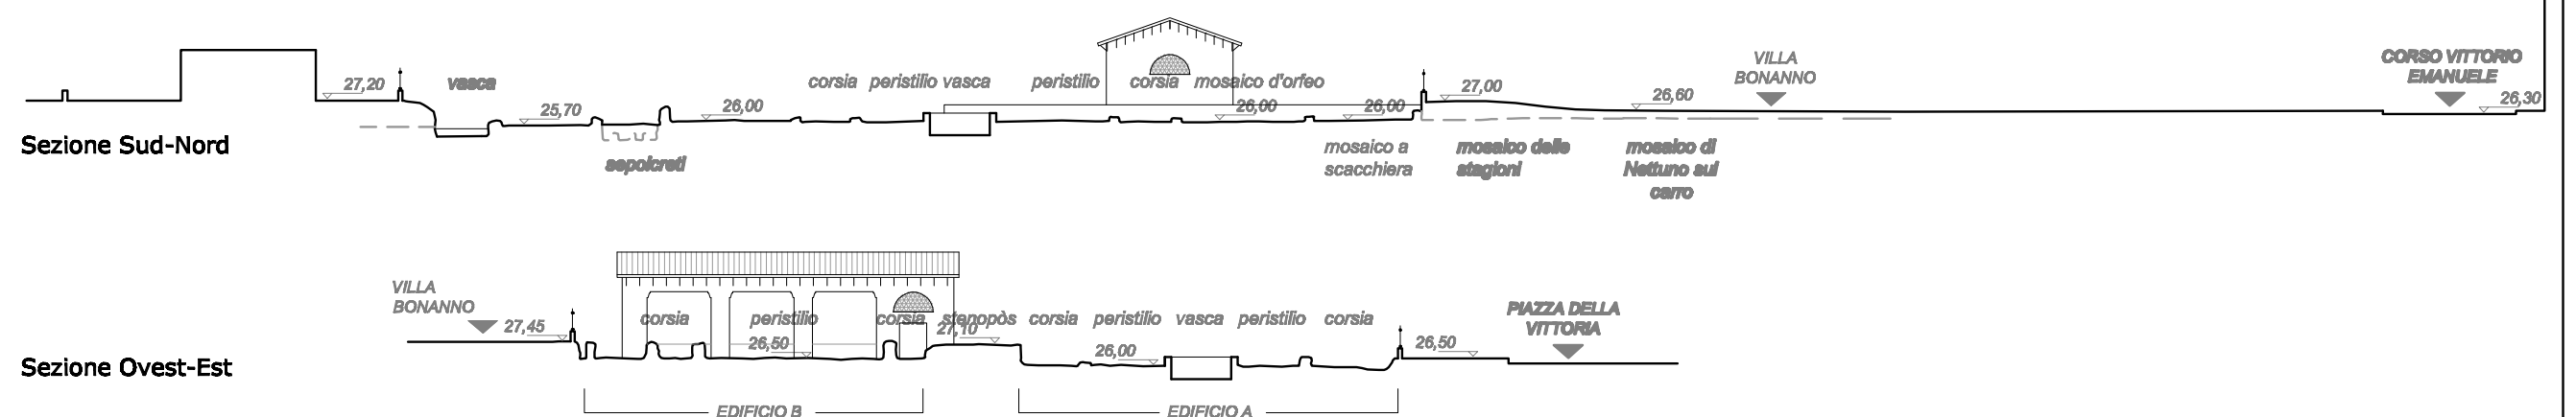 VILLA
BONANNO
CORSO VITTORIO
EMANUELE
27,20
vasca
corsia peristilio vasca peristilio corsia mosaico d'orfeo
25,70
26,00
26,00
26,00
27,00
26,60
26,30
Sezione Sud-Nord
sepolcreti
mosaico a
scacchiera
mosaico delle
stagioni
mosaico di
Nettuno sul
carro
VILLA
BONANNO
27,45
corsia peristilio corsia stenopòs corsia peristilio vasca peristilio corsia
PIAZZA DELLA
VITTORIA
26,50
27,10
26,00
26,50
Sezione Ovest-Est
EDIFICIO B
EDIFICIO A